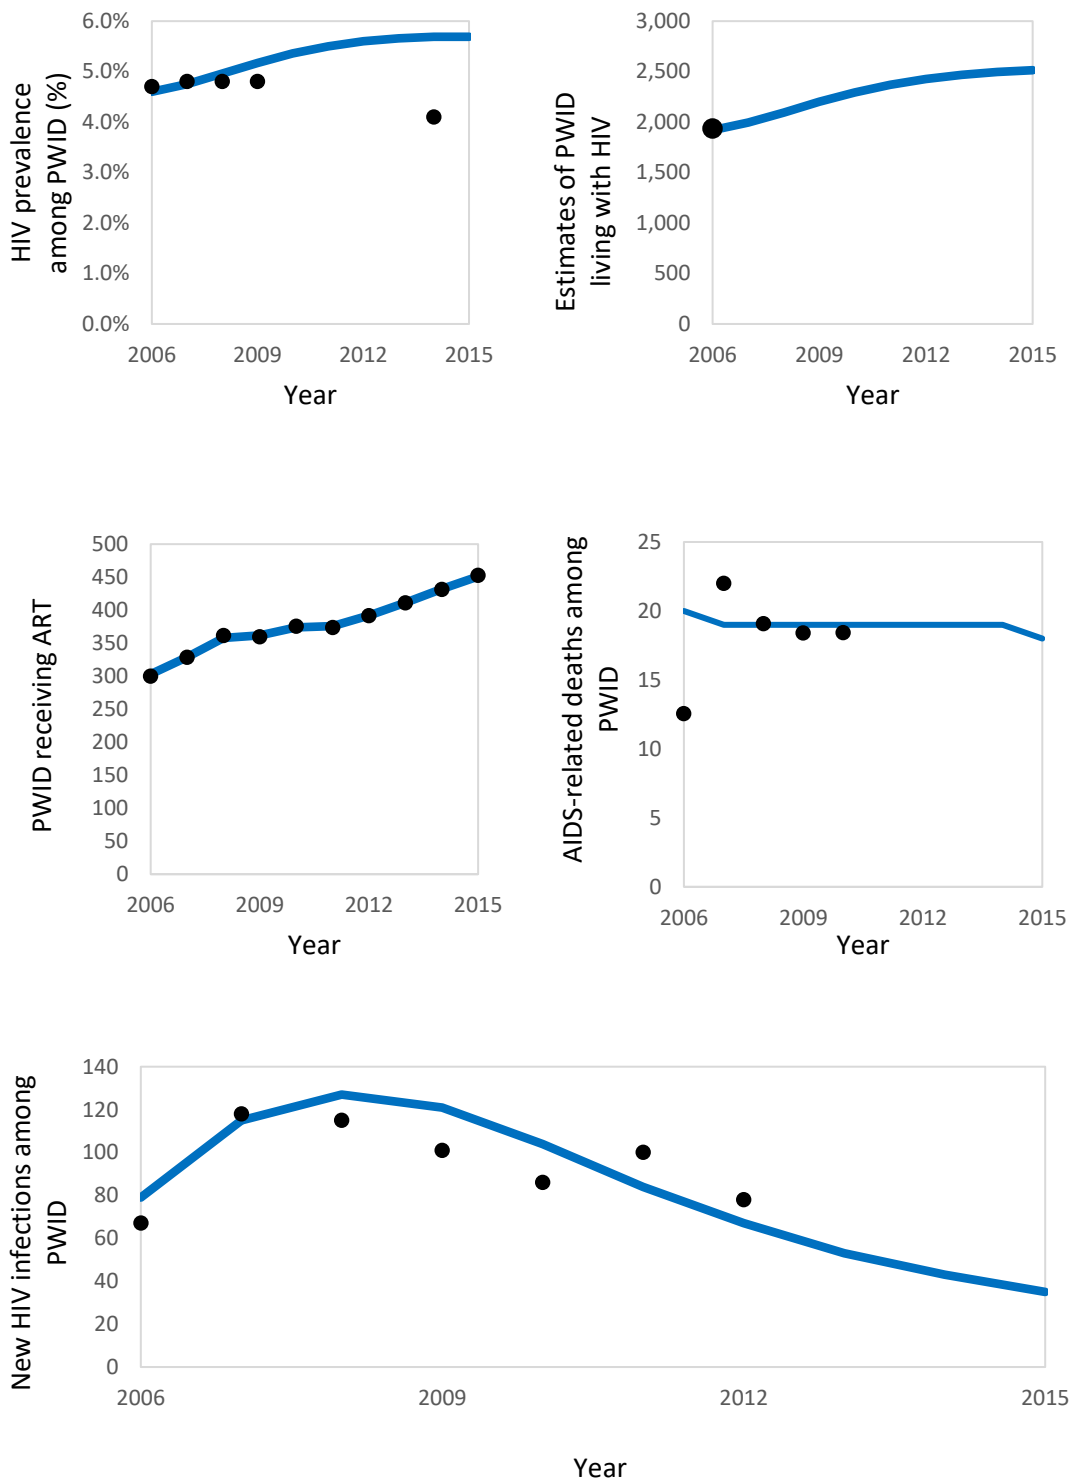 HIV prevalence
among PWID (%)
6.0%
5.0%
4.0%
3.0%
2.0%
1.0%
0.0%
2006 2009 2012 2015
Year
Estimates of PWID
living with HIV
3,000
2,500
2,000
1,500
1,000
500
0
2006 2009 2012 2015
Year
PWID receiving ART
500
450
400
350
300
250
200
150
100
50
0
2006 2009 2012 2015
Year
AIDS-related deaths among
PWID
25
20
15
10
5
0
2006 2009 2012 2015
Year
New HIV infections among
PWID
140
120
100
80
60
40
20
0
2006 2009 2012 2015
Year